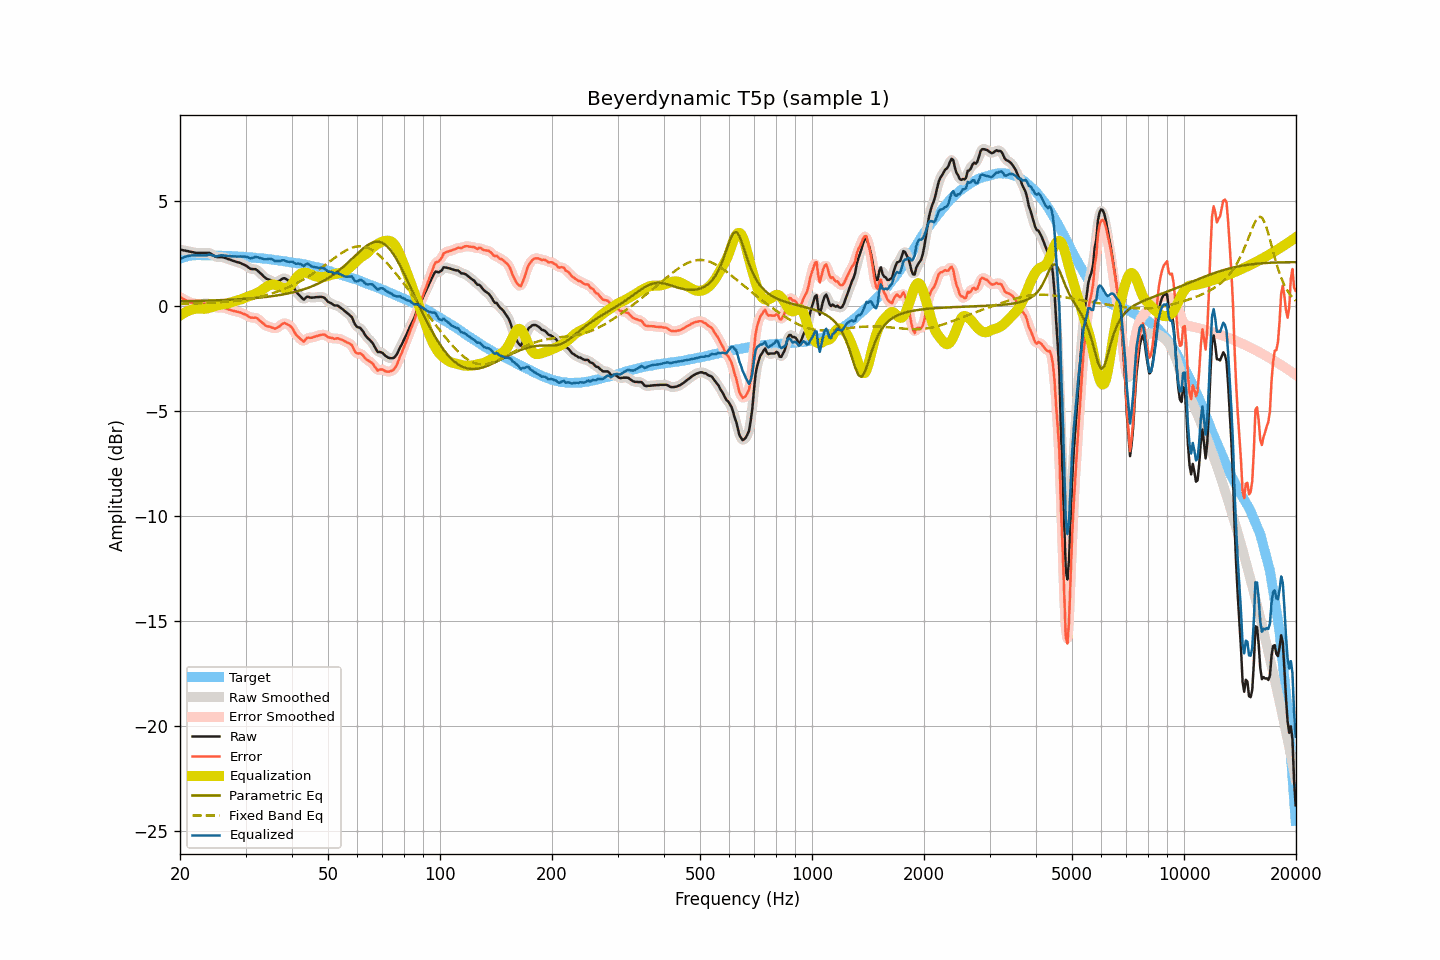 Beyerdynamic T5p (sample 1)
Amplitude (dBr)
5
0
−5
−10
−15
−20
−25
Target
Raw Smoothed
Error Smoothed
Raw
Error
Equalization
Parametric Eq
Fixed Band Eq
Equalized
20 50 100 200 500 1000 2000 5000 10000 20000
Frequency (Hz)